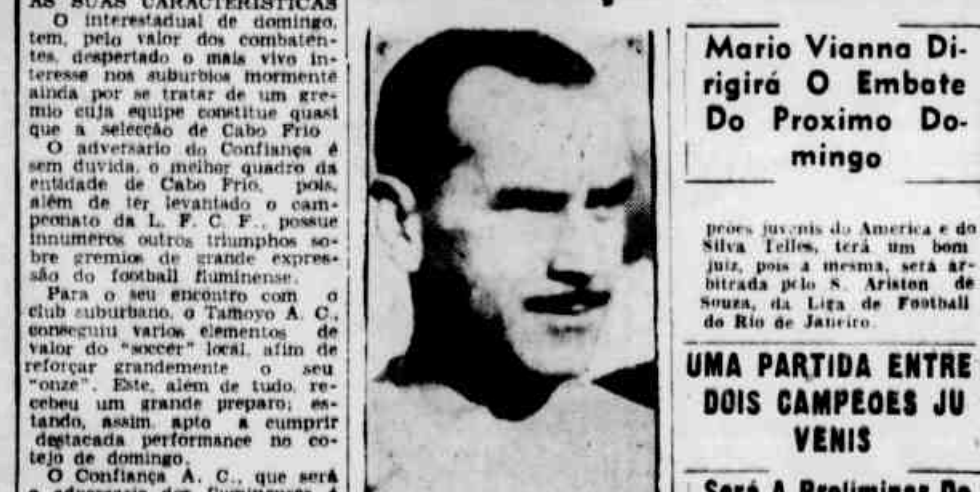 AS SUAS CARACTERISTICAS
O interestadual de domingo,
tem, pelo valor dos combaten-
tes, despertado o mais vivo in-
teresse nos suburbios mormente
ainda por se tratar de um gre-
mio cuja equipe constitue quasi
que a selecção de Cabo Frio
O adversario do Confiança é
sem duvida, o melhor quadro da
entidade de Cabo Frio, pois,
além de ter levantado o cam-
peonato da L. F. C. F., possue
innumeros outros triumphos so-
bre gremios de grande expres-
são do football fluminense.
Para o seu encontro com o
club suburbano, o Tamoyo A. C.,
conseguiu varios elementos de
valor do "soccer" local, afim de
reforçar grandemente o seu
"onze". Este, além de tudo, re-
cebeu um grande preparo; es-
tando, assim, apto a cumprir
destacada performance no co-
tejo de domingo.
O Confiança A. C., que será
Mario Vianna Di-
rigirá O Embate
Do Proximo Do-
mingo
peões juvenis do America e do
Silva Telles, terá um bom
juiz, pois a mesma, será ar-
bitrada pelo S. Ariston de
Souza, da Liga de Football
do Rio de Janeiro.
UMA PARTIDA ENTRE
DOIS CAMPEOES JU
VENIS
Será A Preliminar De